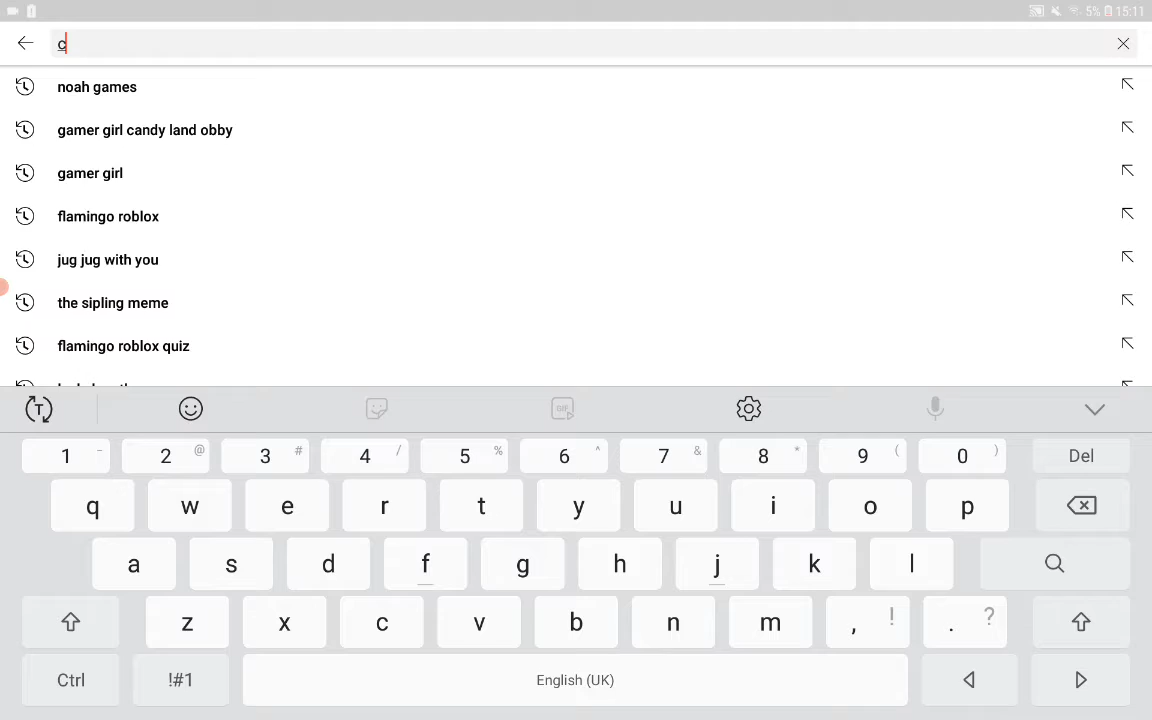 5% 15:11
c
noah games
gamer girl candy land obby
gamer girl
flamingo roblox
jug jug with you
the sipling meme
flamingo roblox quiz
T GIF
1 - 2 @ 3 # 4 / 5 % 6 ^ 7 & 8 * 9 ( 0 ) Del
q w e r t y u i o p
a s d f g h j k l
z x c v b n m , ! . ?
Ctrl !#1 English (UK)